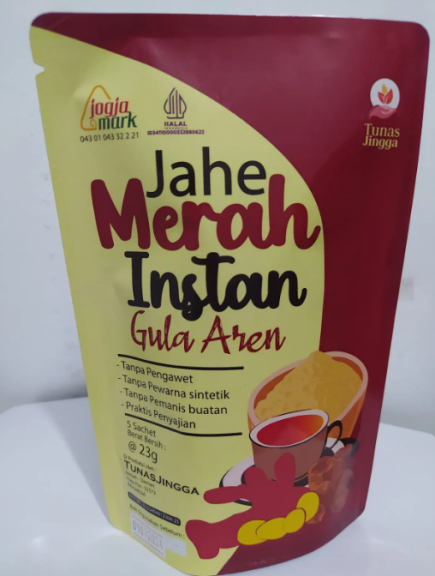 jogja
mark
043 01 043 32 2 21
HALAL
INDONESIA
Tunas
Jingga
Jahe
Merah
Instan
Gula Aren
- Tanpa Pengawet
- Tanpa Pewarna sintetik
- Tanpa Pemanis buatan
- Praktis Penyajian
5 Sachet
Berat Bersih :
@ 23g
TUNASJINGGA